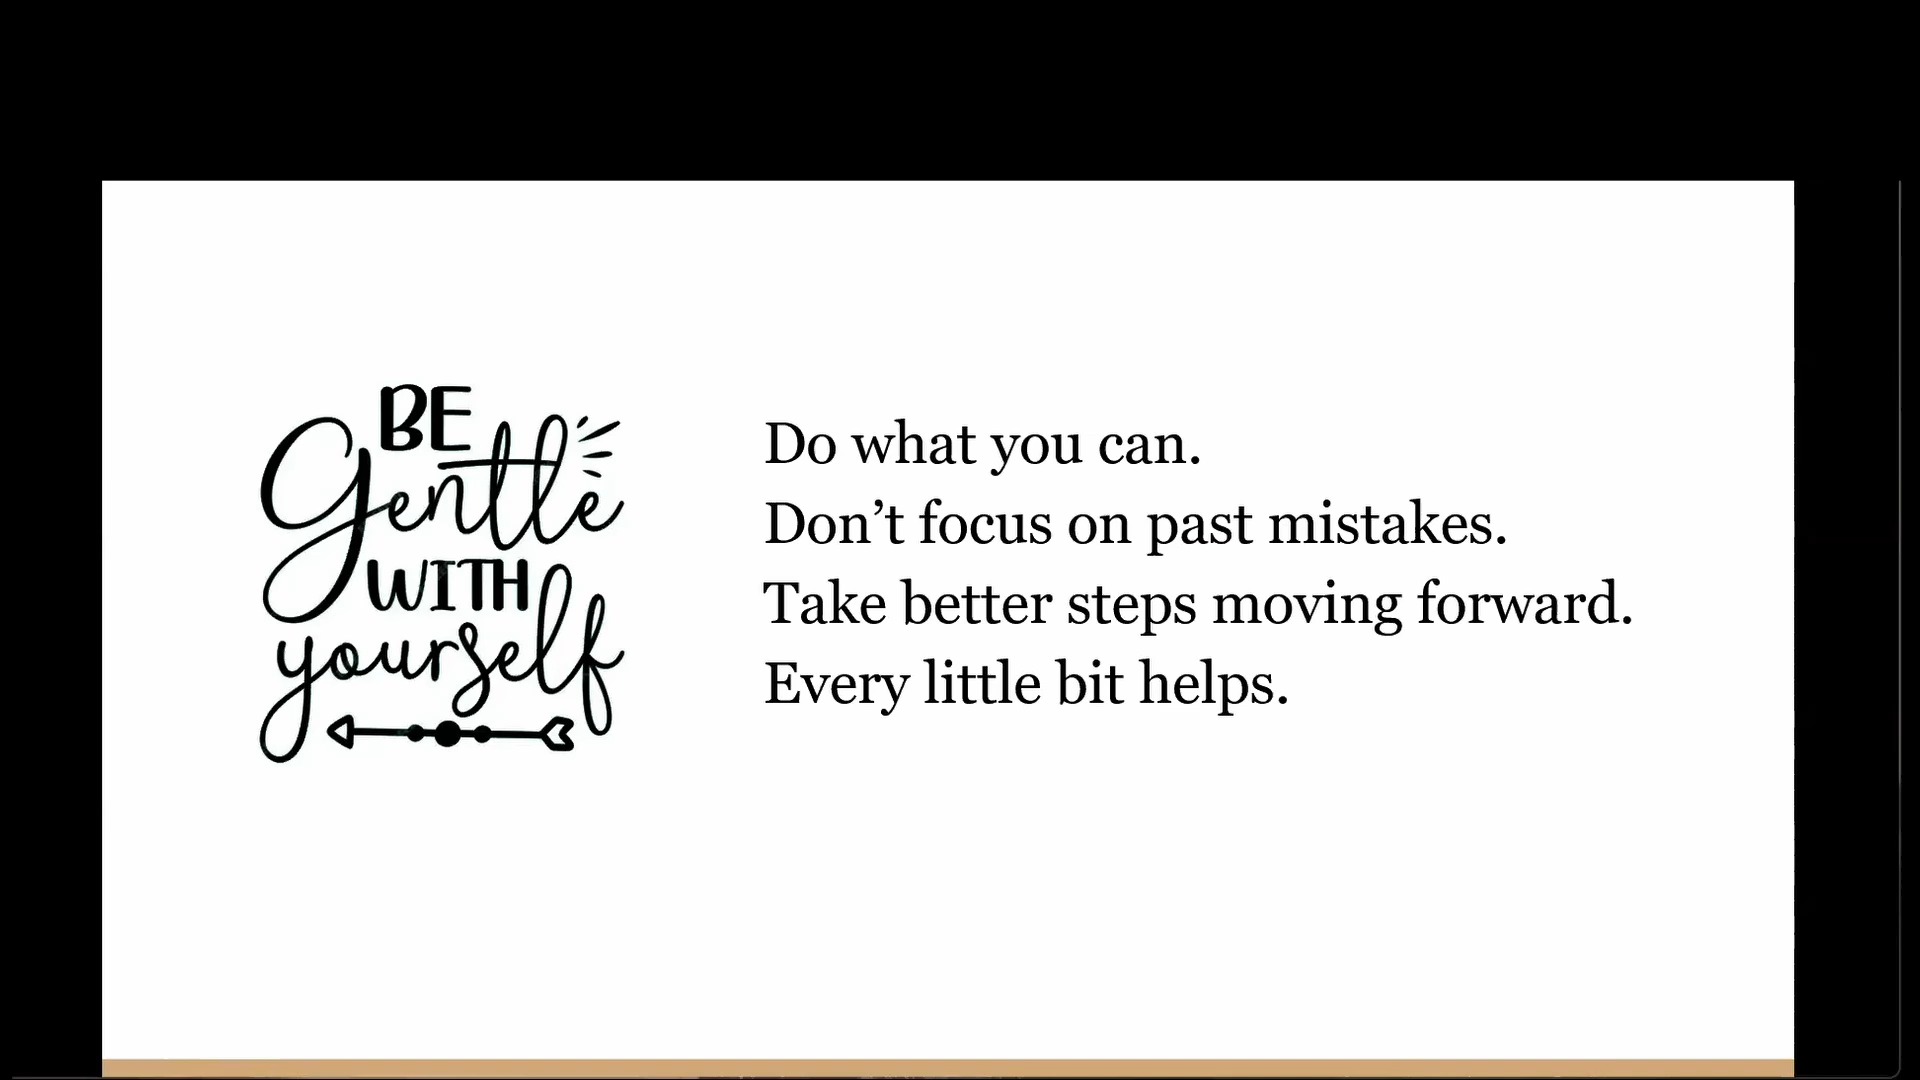 BE
Gentle
WITH
yourself
Do what you can.
Don’t focus on past mistakes.
Take better steps moving forward.
Every little bit helps.